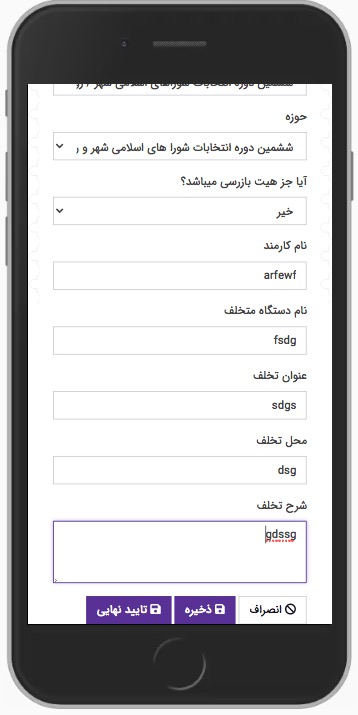 حوزه
ششمین دوره انتخابات شورا های اسلامی شهر و ر
آیا جز هیت بازرسی میباشد؟
خیر
نام کارمند
arfewf
نام دستگاه متخلف
fsdg
عنوان تخلف
sdgs
محل تخلف
dsg
شرح تخلف
gdssg
انصراف ذخیره تایید نهایی